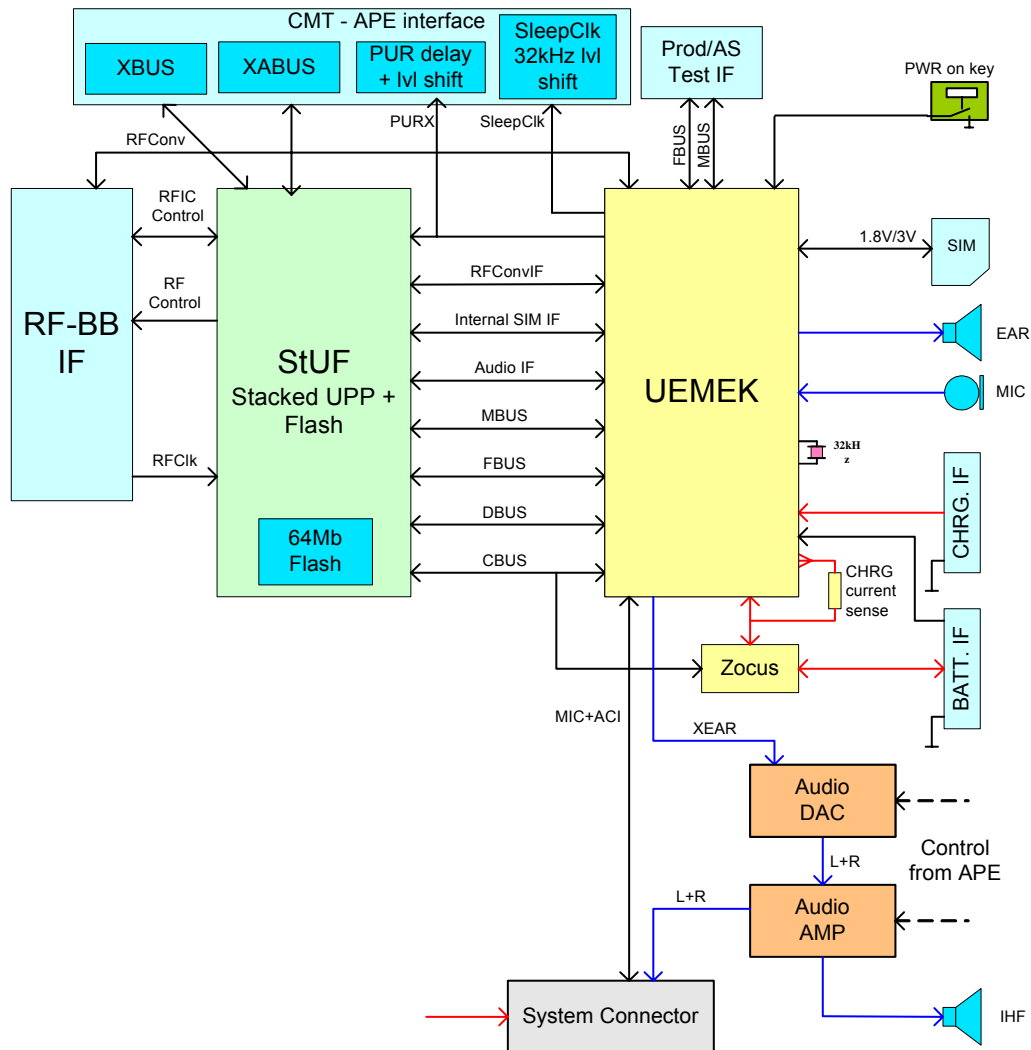 CMT - APE interface
XBUS
XABUS
PUR delay
+ lvl shift
SleepClk
32kHz lvl
shift
Prod/AS
Test IF
PWR on key
RFConv
PURX
SleepClk
FBUS
MBUS
RF-BB
IF
RFIC
Control
RF
Control
RFClk
StUF
Stacked UPP +
Flash
64Mb
Flash
RFConvIF
Internal SIM IF
Audio IF
MBUS
FBUS
DBUS
CBUS
UEMEK
1.8V/3V
SIM
EAR
MIC
32kH
z
CHRG. IF
CHRG
current
sense
BATT. IF
Zocus
MIC+ACI
XEAR
Audio
DAC
L+R
Control
from APE
L+R
Audio
AMP
System Connector
IHF